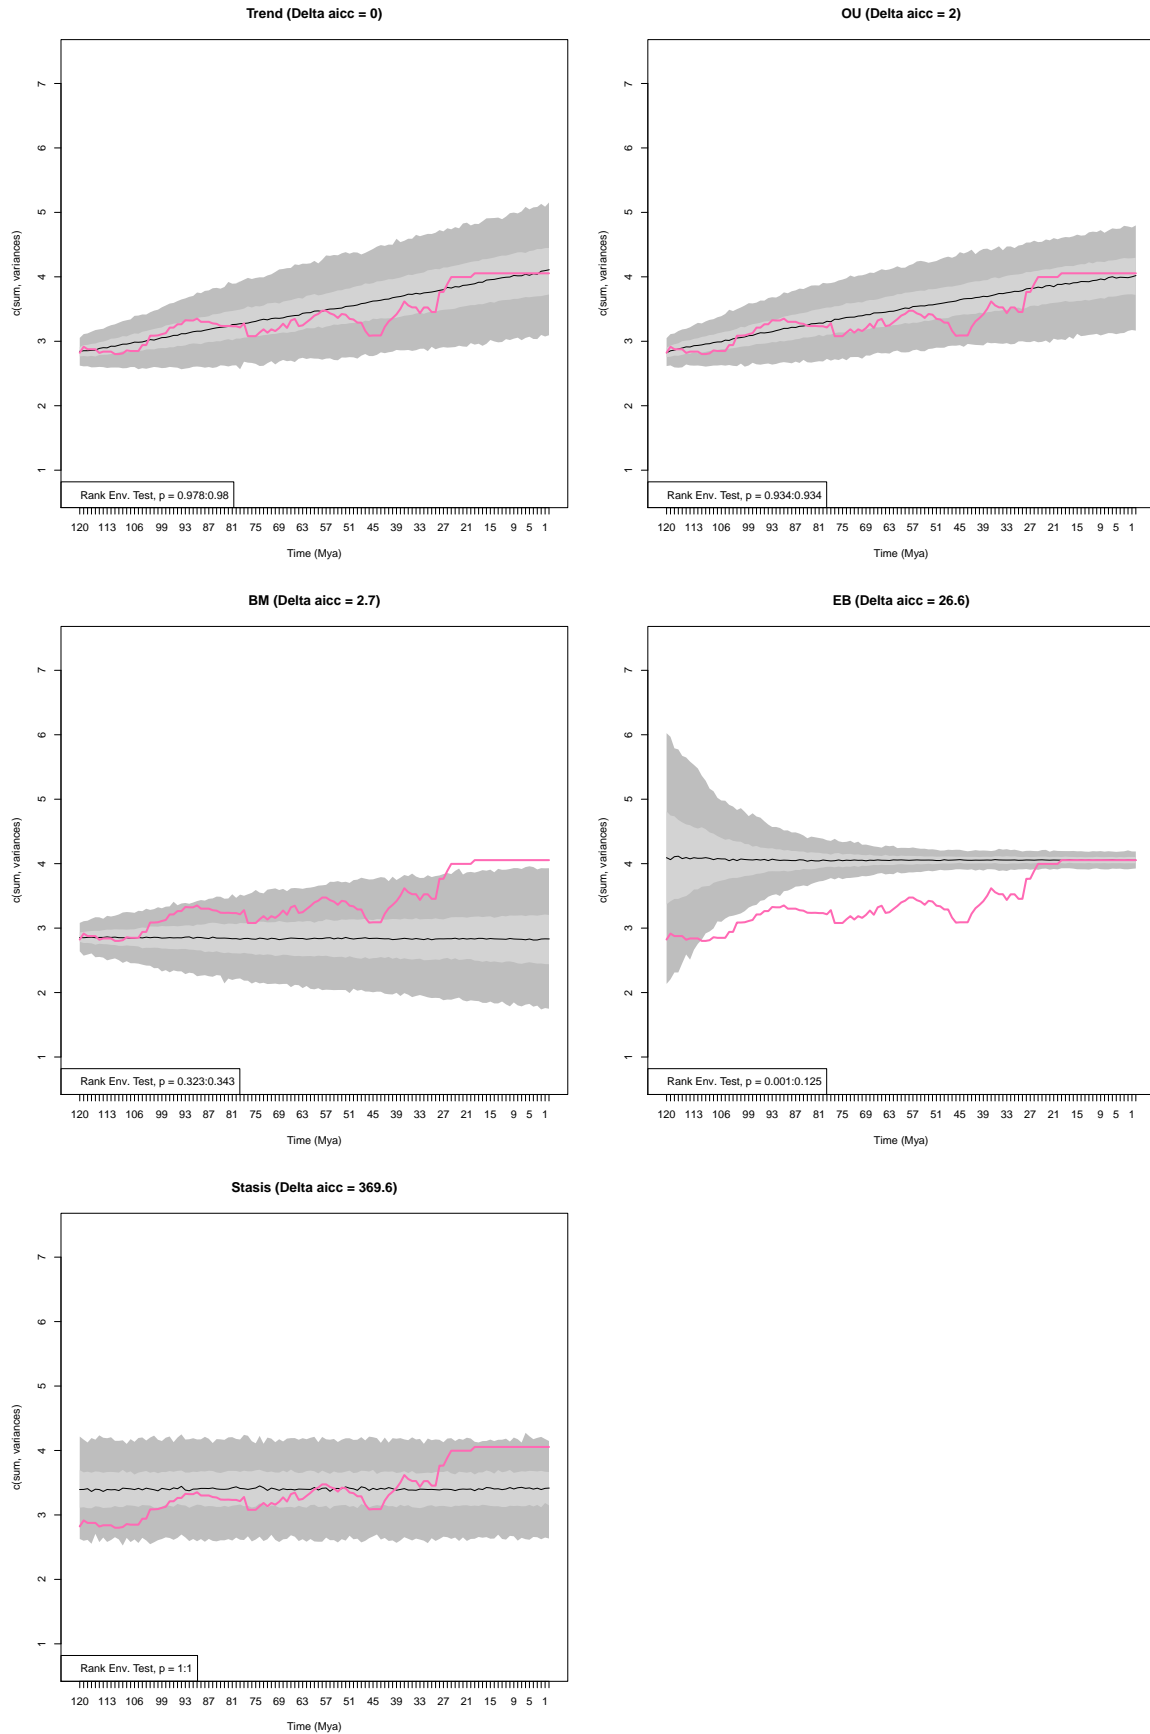 Trend (Delta aicc = 0)
c(sum, variances)
7
6
5
4
3
2
1
Rank Env. Test, p = 0.978:0.98
120 113 106 99 93 87 81 75 69 63 57 51 45 39 33 27 21 15 9 5 1
Time (Mya)
OU (Delta aicc = 2)
c(sum, variances)
7
6
5
4
3
2
1
Rank Env. Test, p = 0.934:0.934
120 113 106 99 93 87 81 75 69 63 57 51 45 39 33 27 21 15 9 5 1
Time (Mya)
BM (Delta aicc = 2.7)
c(sum, variances)
7
6
5
4
3
2
1
Rank Env. Test, p = 0.323:0.343
120 113 106 99 93 87 81 75 69 63 57 51 45 39 33 27 21 15 9 5 1
Time (Mya)
EB (Delta aicc = 26.6)
c(sum, variances)
7
6
5
4
3
2
1
Rank Env. Test, p = 0.001:0.125
120 113 106 99 93 87 81 75 69 63 57 51 45 39 33 27 21 15 9 5 1
Time (Mya)
Stasis (Delta aicc = 369.6)
c(sum, variances)
7
6
5
4
3
2
1
Rank Env. Test, p = 1:1
120 113 106 99 93 87 81 75 69 63 57 51 45 39 33 27 21 15 9 5 1
Time (Mya)